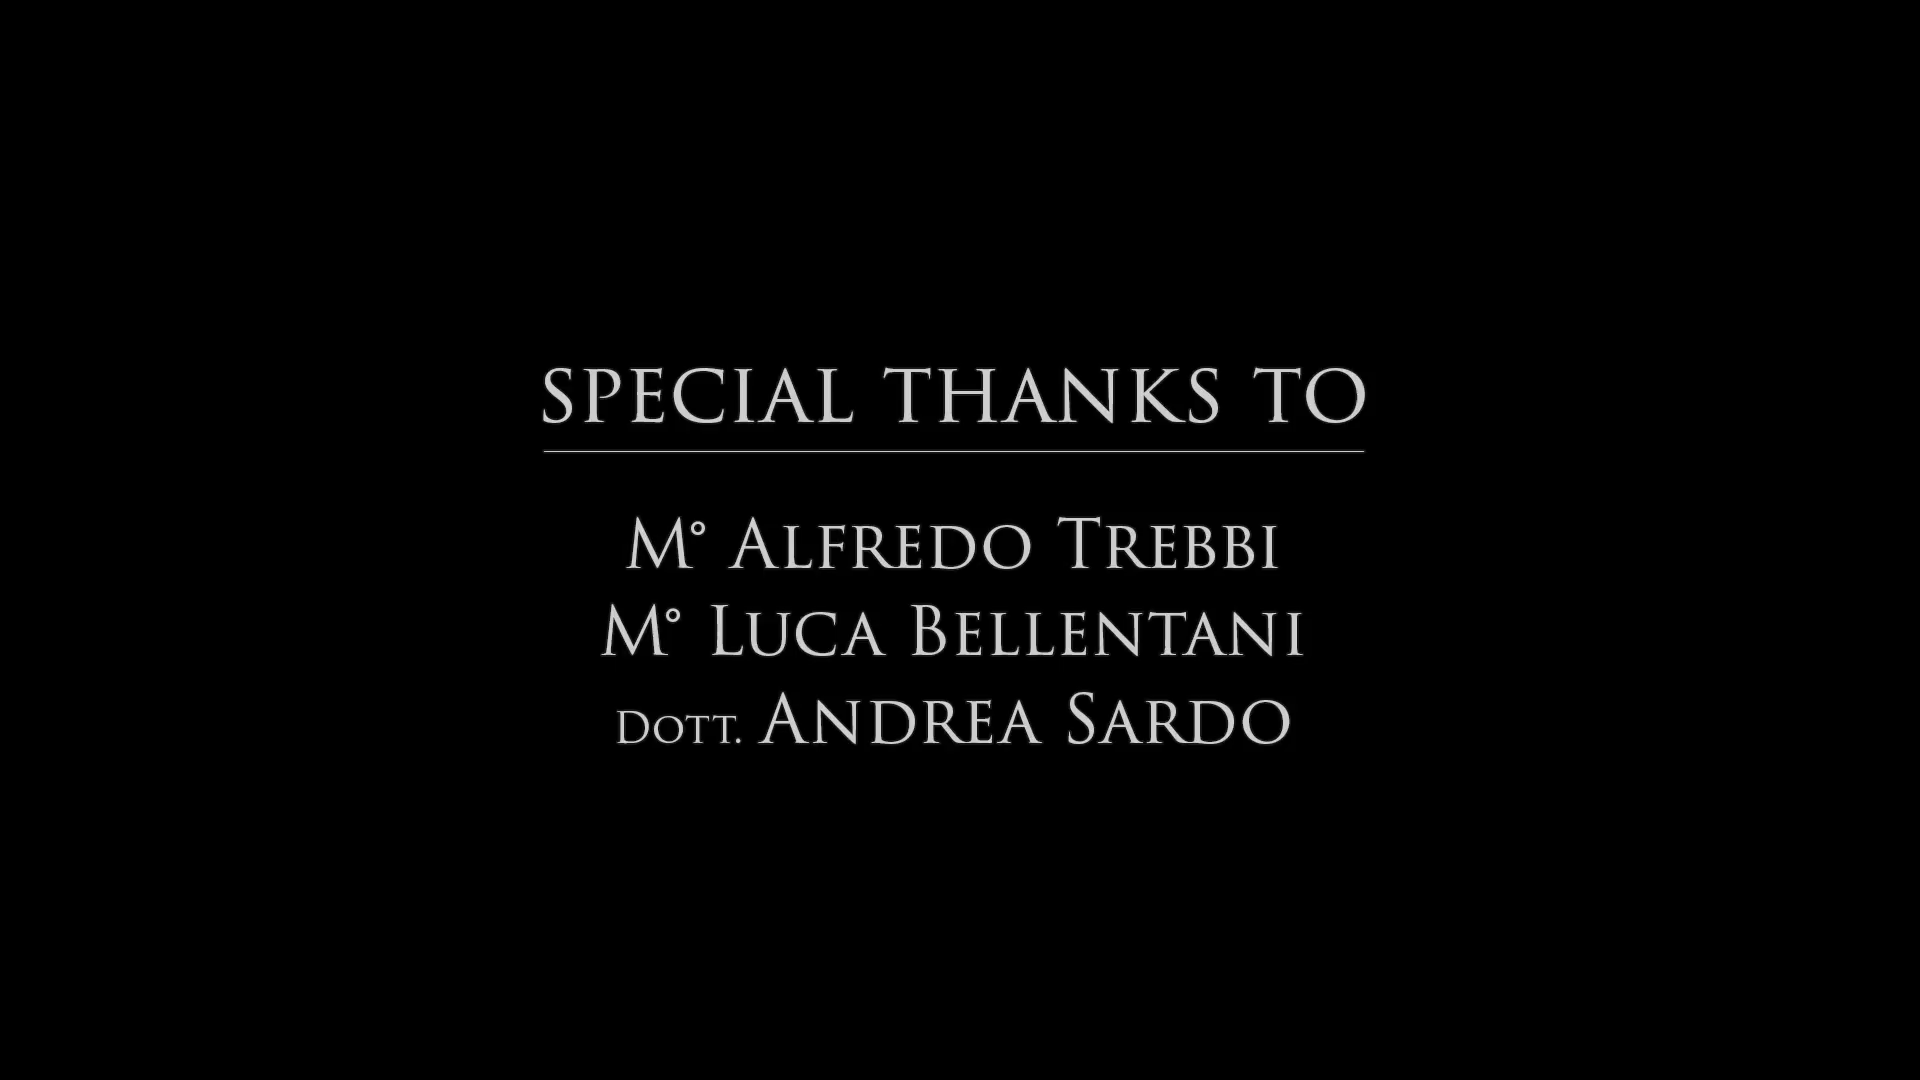 SPECIAL THANKS TO
M° ALFREDO TREBBI
M° LUCA BELLENTANI
DOTT. ANDREA SARDO